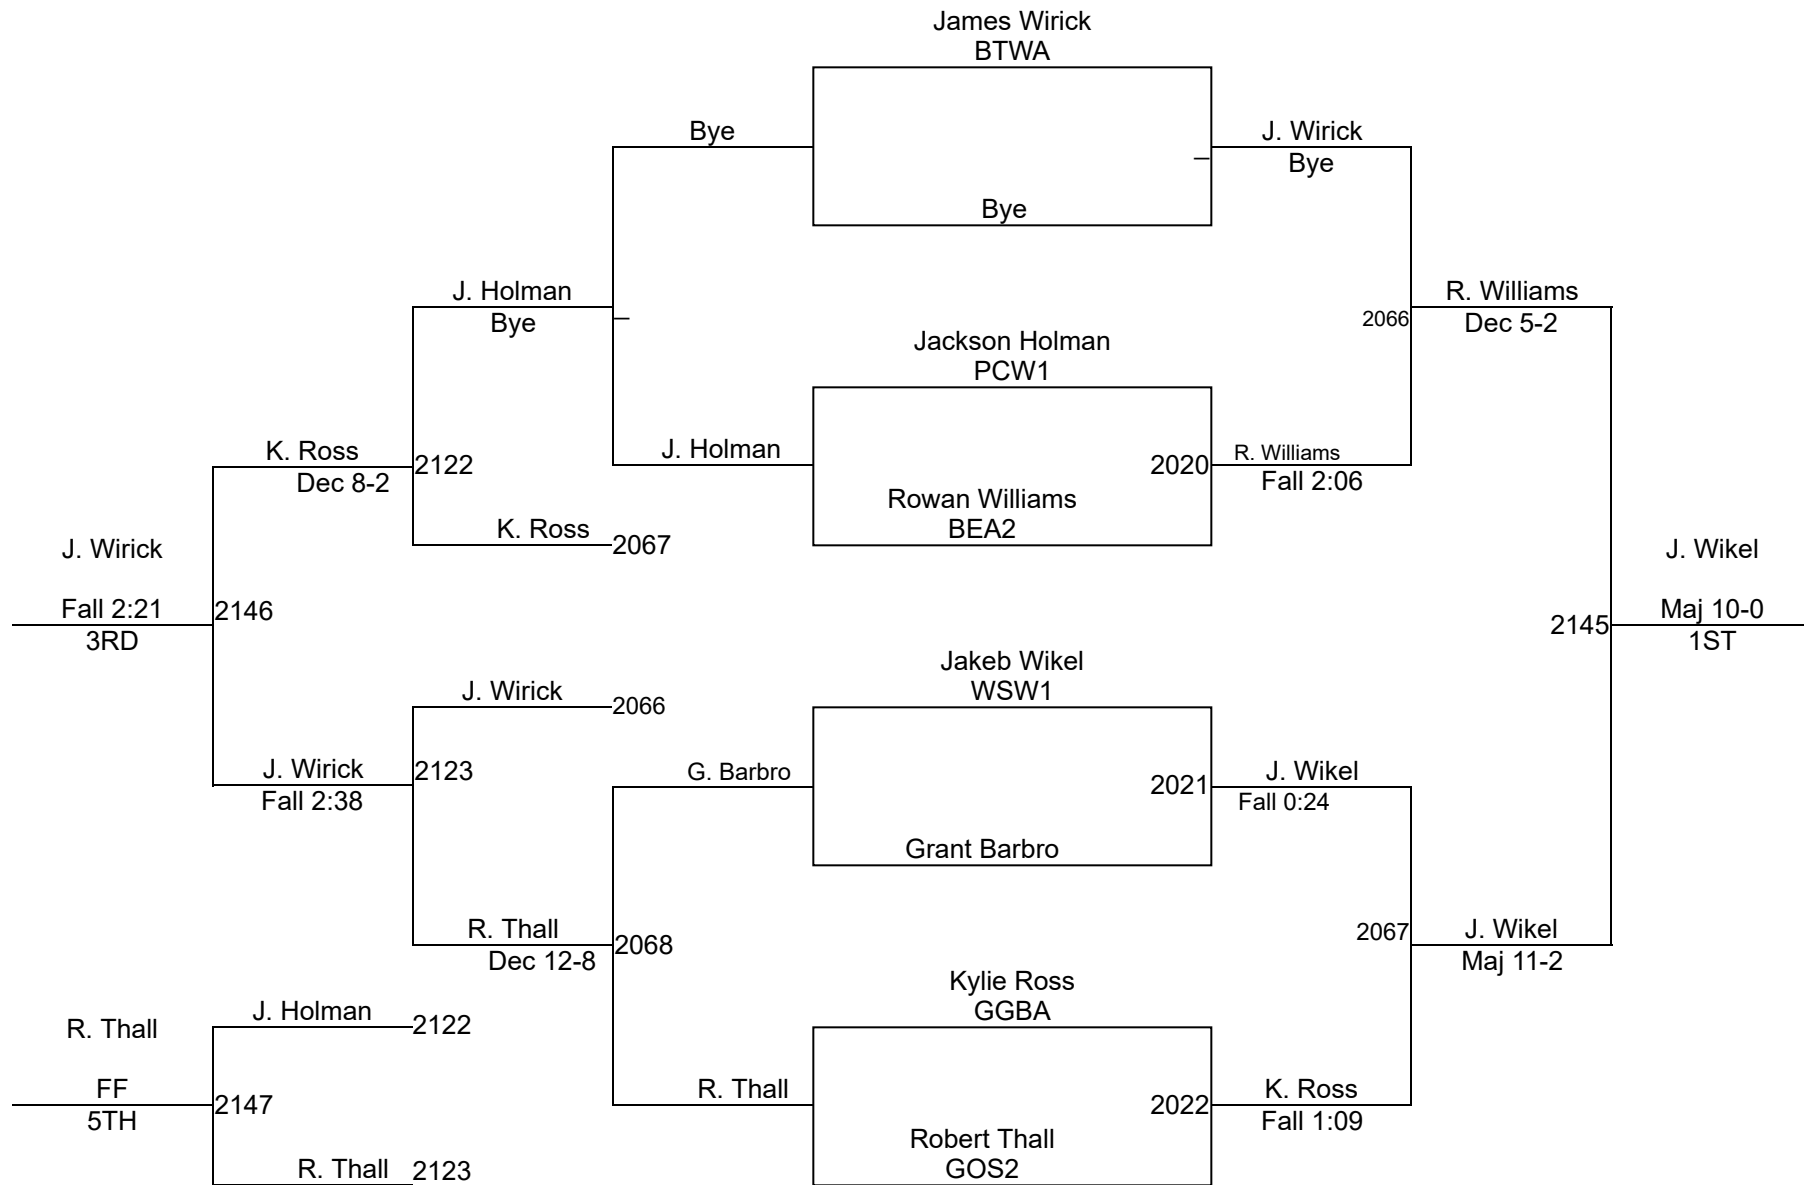 James Wirick
BTWA
Bye
J. Wirick
Bye
Bye
J. Holman
Bye
R. Williams
2066
Dec 5-2
Jackson Holman
PCW1
K. Ross
J. Holman
R. Williams
2122
2020
Dec 8-2
Fall 2:06
Rowan Williams
BEA2
K. Ross
2067
J. Wirick
J. Wikel
Fall 2:21
2146
3RD
2145
Maj 10-0
1ST
Jakeb Wikel
WSW1
J. Wirick
2066
J. Wirick
2123
Fall 2:38
G. Barbro
2021
J. Wikel
Fall 0:24
Grant Barbro
R. Thall
2068
Dec 12-8
2067
J. Wikel
Maj 11-2
Kylie Ross
GGBA
R. Thall
J. Holman
2122
FF
2147
5TH
R. Thall
2022
K. Ross
Fall 1:09
Robert Thall
GOS2
R. Thall
2123